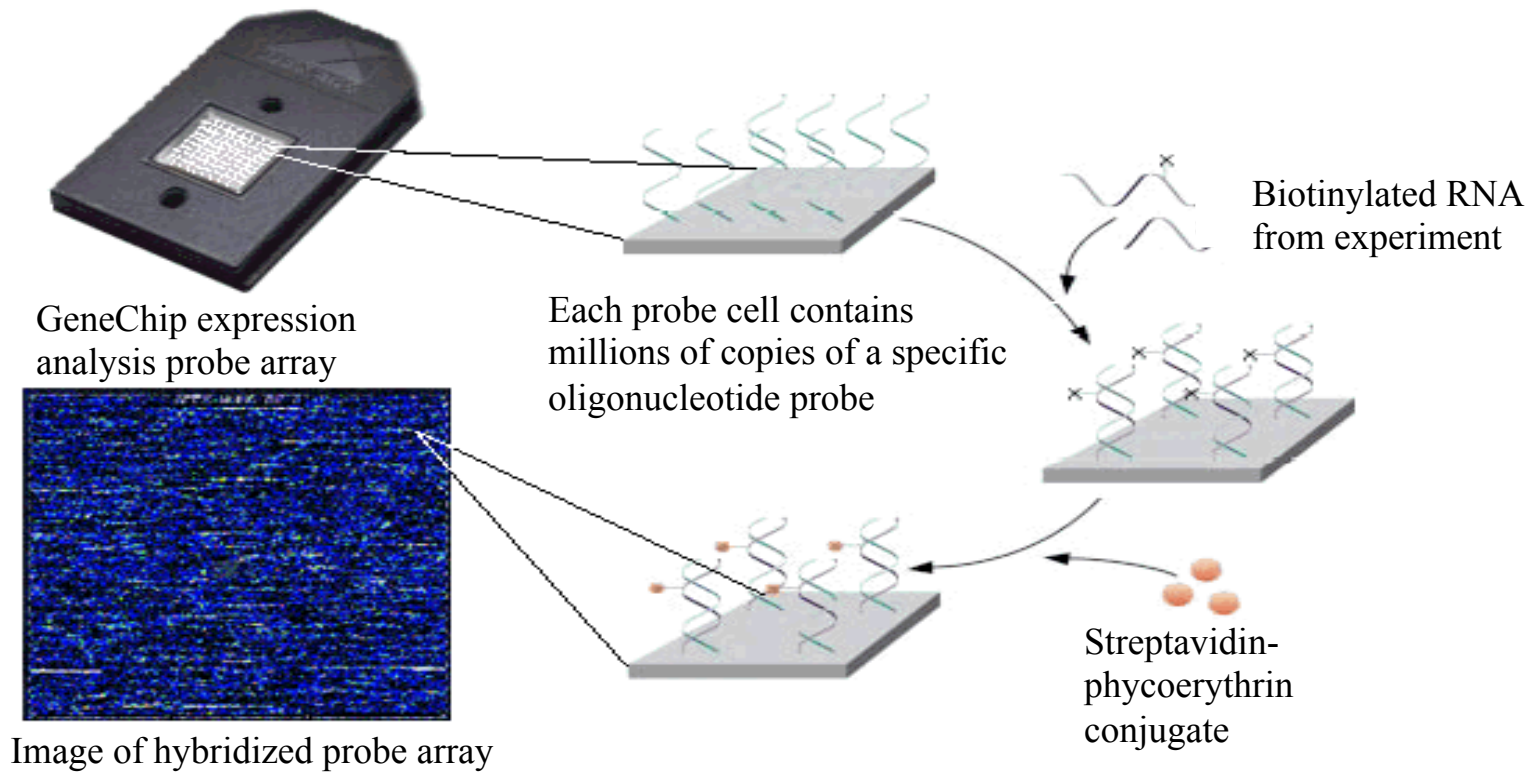 GeneChip expression
analysis probe array
Each probe cell contains
millions of copies of a specific
oligonucleotide probe
Biotinylated RNA
from experiment
Streptavidin-
phycoerythrin
conjugate
Image of hybridized probe array